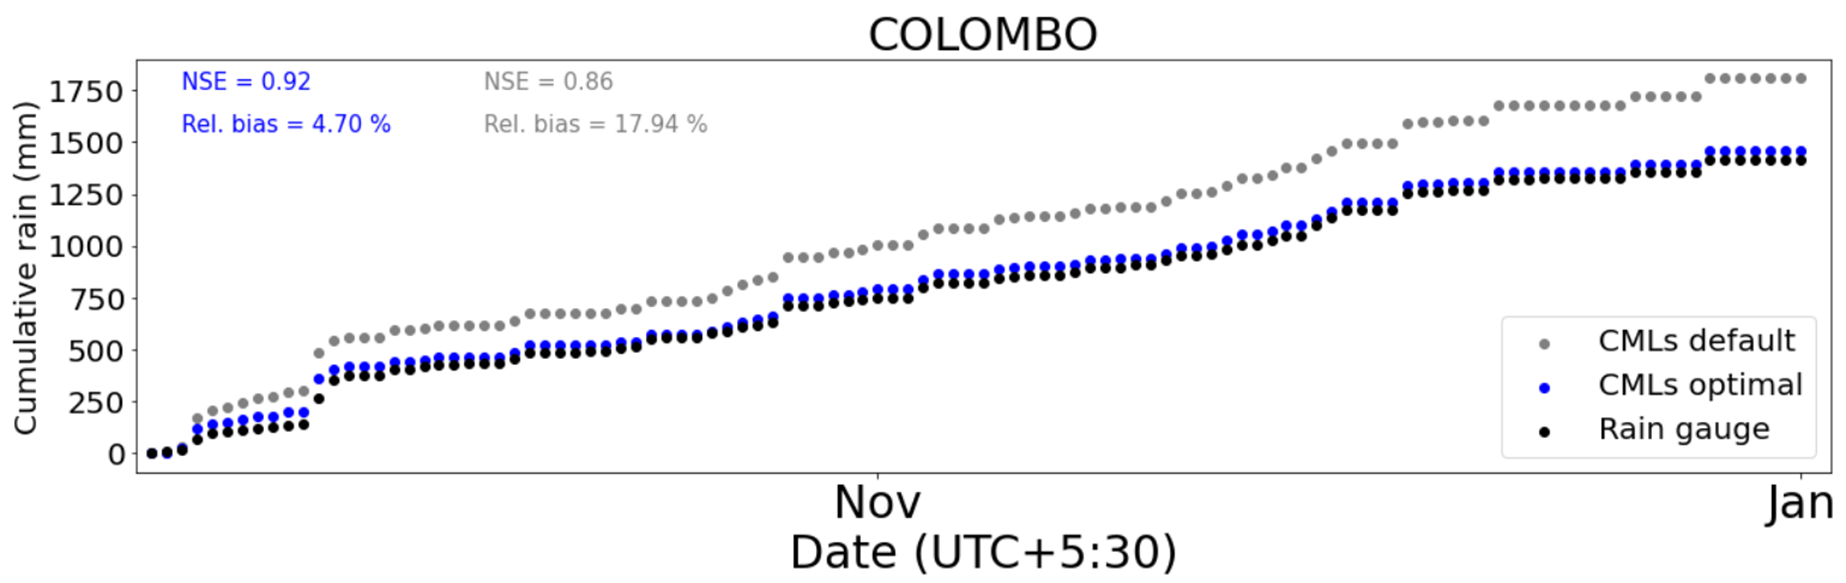 COLOMBO
NSE = 0.92
NSE = 0.86
Rel. bias = 4.70 %
Rel. bias = 17.94 %
Cumulative rain (mm)
1750
1500
1250
1000
750
500
250
0
CMLs default
CMLs optimal
Rain gauge
Nov
Jan
Date (UTC+5:30)